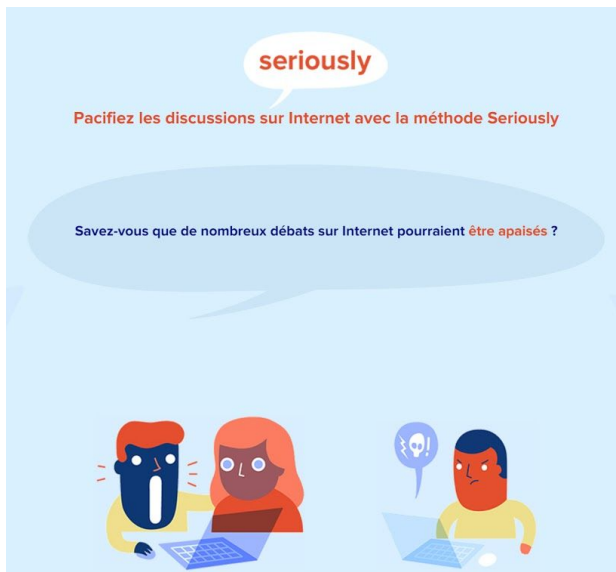 seriously
Pacifiez les discussions sur Internet avec la méthode Seriously
Savez-vous que de nombreux débats sur Internet pourraient être apaisés ?